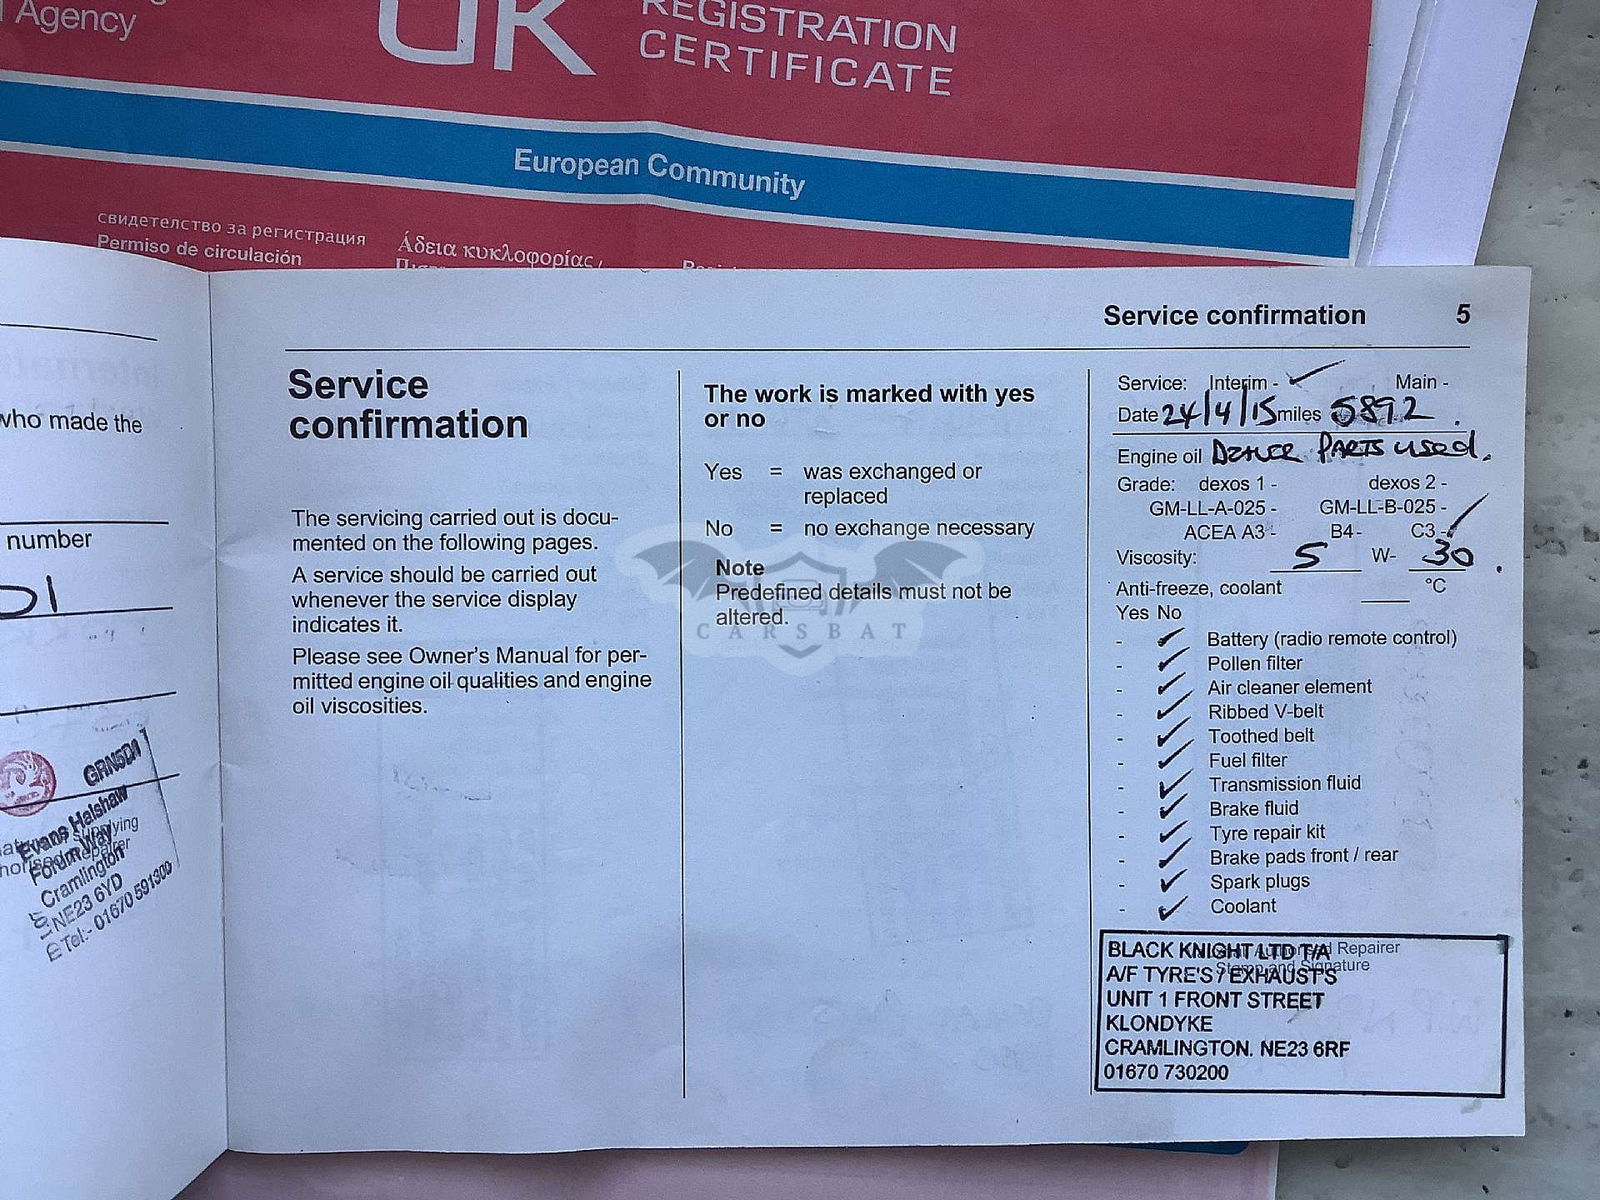 Agency
UK
REGISTRATION
CERTIFICATE
European Community
свидетелство за регистрация
Permiso de circulación
Άδεια κυκλοφορίας /
who made the
number
GRN5DA
Evans Halshaw
Forum Way
Cramlington
NE23 6YD
Tel:- 01670 591300
Service confirmation 5
Service
confirmation
The servicing carried out is docu-
mented on the following pages.
A service should be carried out
whenever the service display
indicates it.
Please see Owner's Manual for per-
mitted engine oil qualities and engine
oil viscosities.
The work is marked with yes
or no
Yes = was exchanged or
replaced
No = no exchange necessary
Note
Predefined details must not be
altered.
CARSBAT
Service: Interim - ✓ Main -
Date 24/4/15 miles 5892.
Engine oil DEALER PARTS used.
Grade: dexos 1 - dexos 2 -
GM-LL-A-025 - GM-LL-B-025 -
ACEA A3 - B4 - C3 - ✓
Viscosity: 5 W- 30.
Anti-freeze, coolant °C
Yes No
- ✓ Battery (radio remote control)
- ✓ Pollen filter
- ✓ Air cleaner element
- ✓ Ribbed V-belt
- ✓ Toothed belt
- ✓ Fuel filter
- ✓ Transmission fluid
- ✓ Brake fluid
- ✓ Tyre repair kit
- ✓ Brake pads front / rear
- ✓ Spark plugs
- ✓ Coolant
Authorised Repairer
Stamp and Signature
BLACK KNIGHT LTD T/A
A/F TYRE'S / EXHAUST'S
UNIT 1 FRONT STREET
KLONDYKE
CRAMLINGTON. NE23 6RF
01670 730200